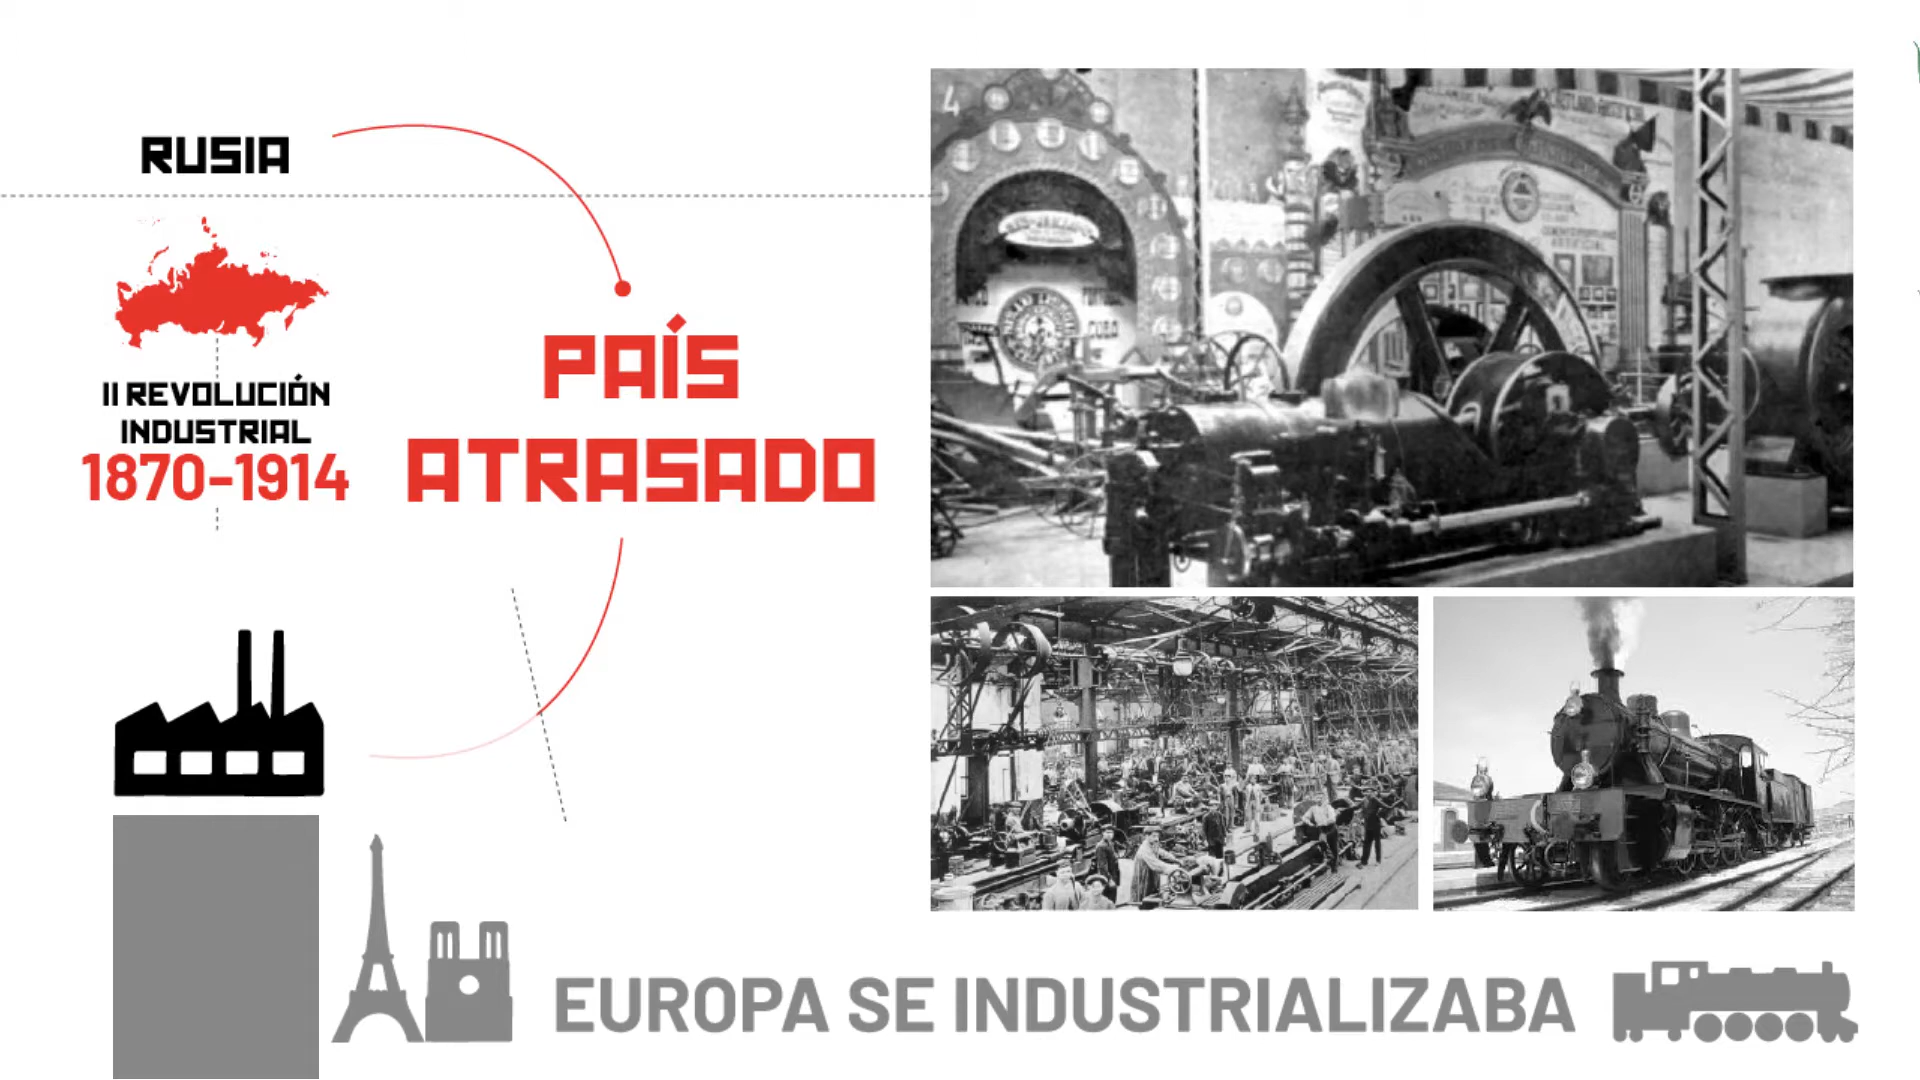 RUSIA
II REVOLUCIÓN
INDUSTRIAL
1870-1914
PAÍS
ATRASADO
EUROPA SE INDUSTRIALIZABA